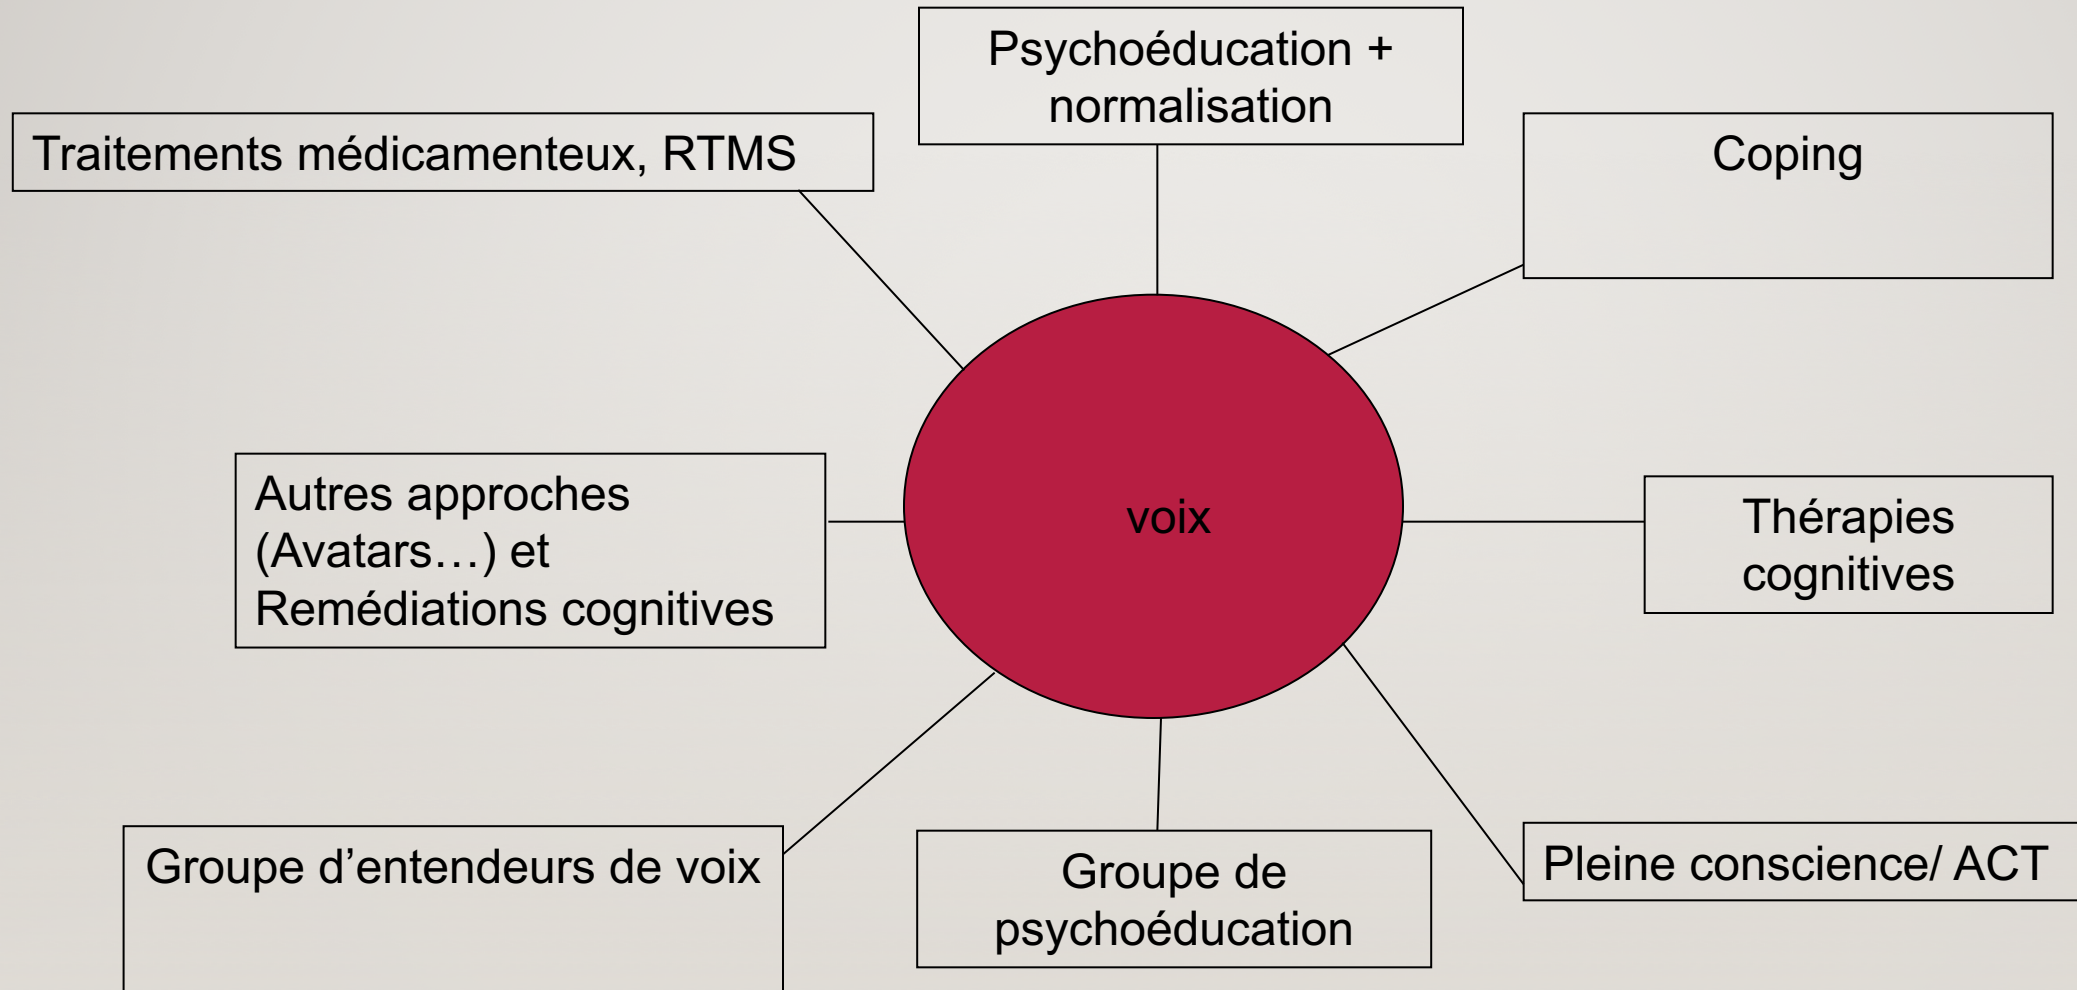 Psychoéducation +
normalisation
Traitements médicamenteux, RTMS
Coping
Autres approches
(Avatars…) et
Remédiations cognitives
voix
Thérapies
cognitives
Groupe d’entendeurs de voix
Groupe de
psychoéducation
Pleine conscience/ ACT